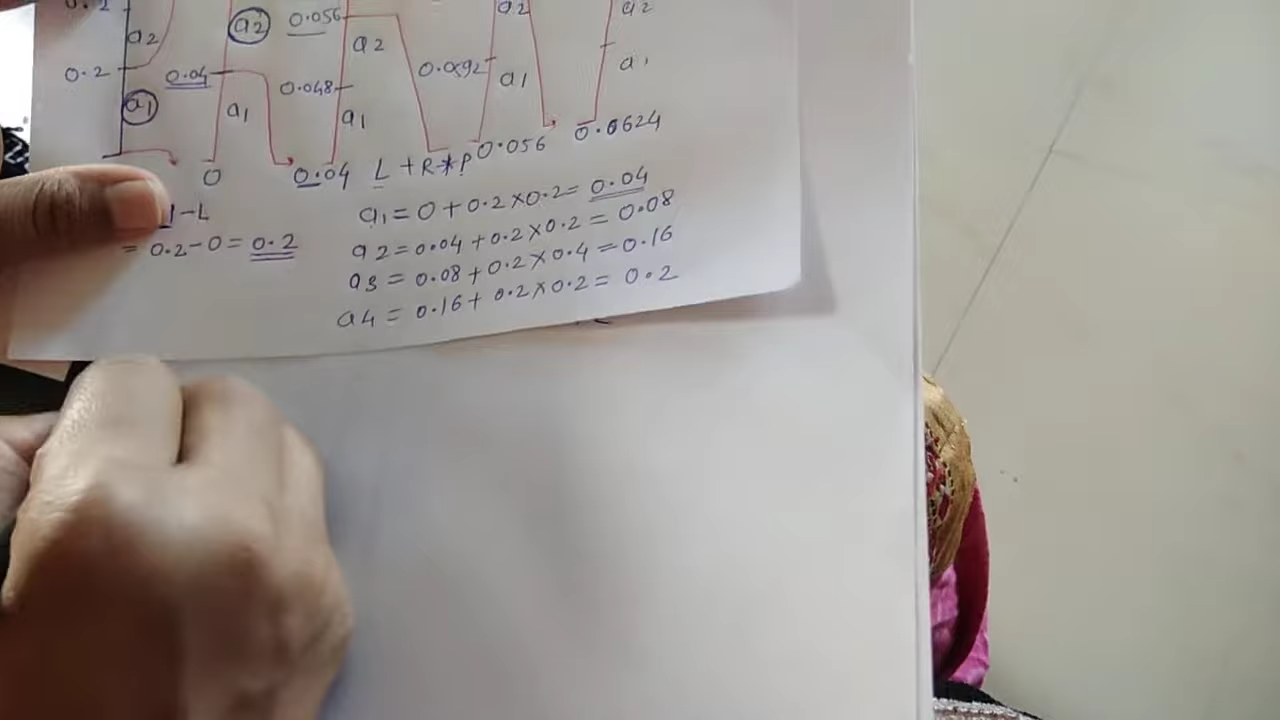 a2 a2 0.056 a2 a2 a2
0.2 0.04 0.048 0.0592 a1 a1
a1 a1 a1
0 0.04 L + R*P 0.056 0.0624
-L a1 = 0 + 0.2 × 0.2 = 0.04
= 0.2 - 0 = 0.2 a2 = 0.04 + 0.2 × 0.2 = 0.08
a3 = 0.08 + 0.2 × 0.4 = 0.16
a4 = 0.16 + 0.2 × 0.2 = 0.2